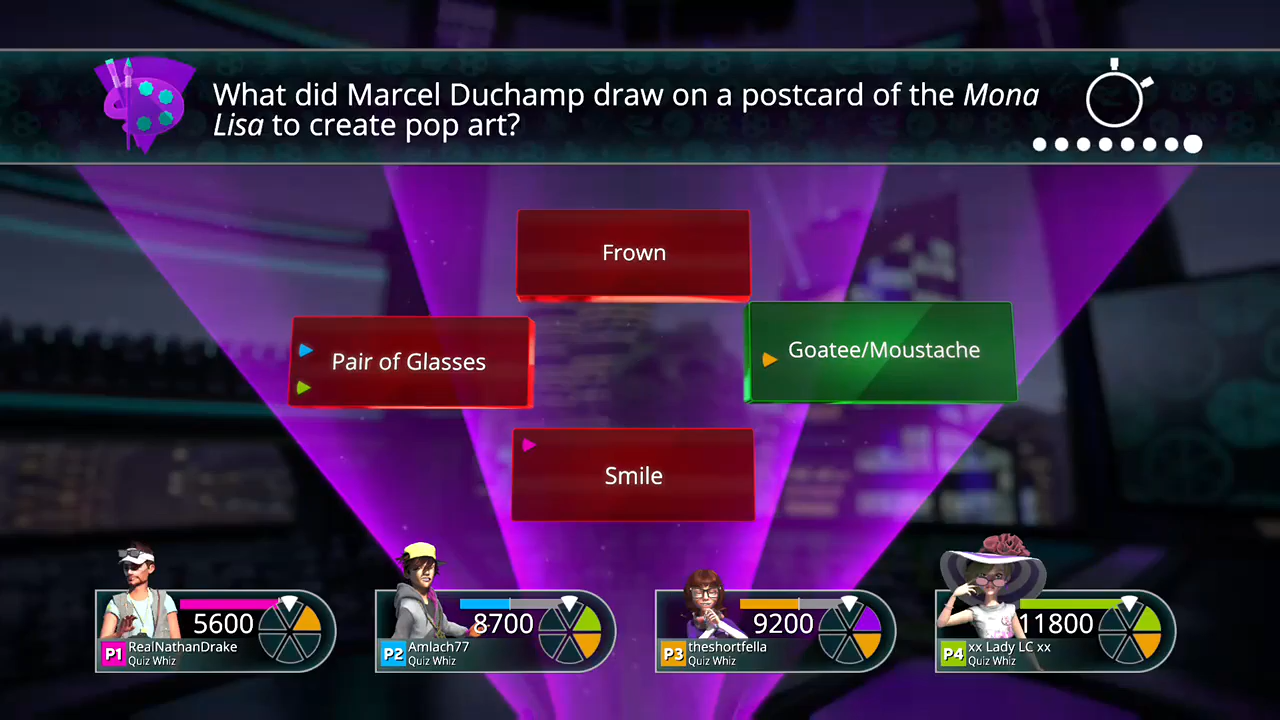 What did Marcel Duchamp draw on a postcard of the Mona
Lisa to create pop art?
Frown
Pair of Glasses
Goatee/Moustache
Smile
5600
P1 RealNathanDrake
Quiz Whiz
8700
P2 Amlach77
Quiz Whiz
9200
P3 theshortfella
Quiz Whiz
11800
P4 xx Lady LC xx
Quiz Whiz